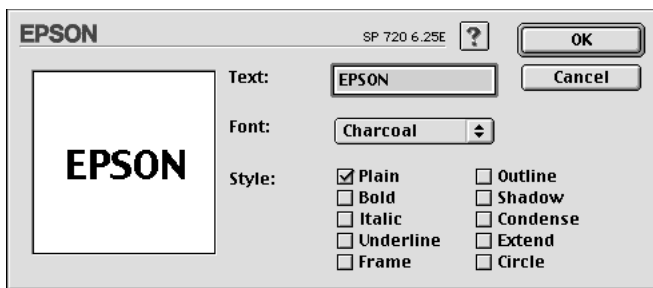 EPSON SP 720 6.25E ? OK
Text: EPSON Cancel
Font: Charcoal
EPSON
Style: Plain Outline
Bold Shadow
Italic Condense
Underline Extend
Frame Circle